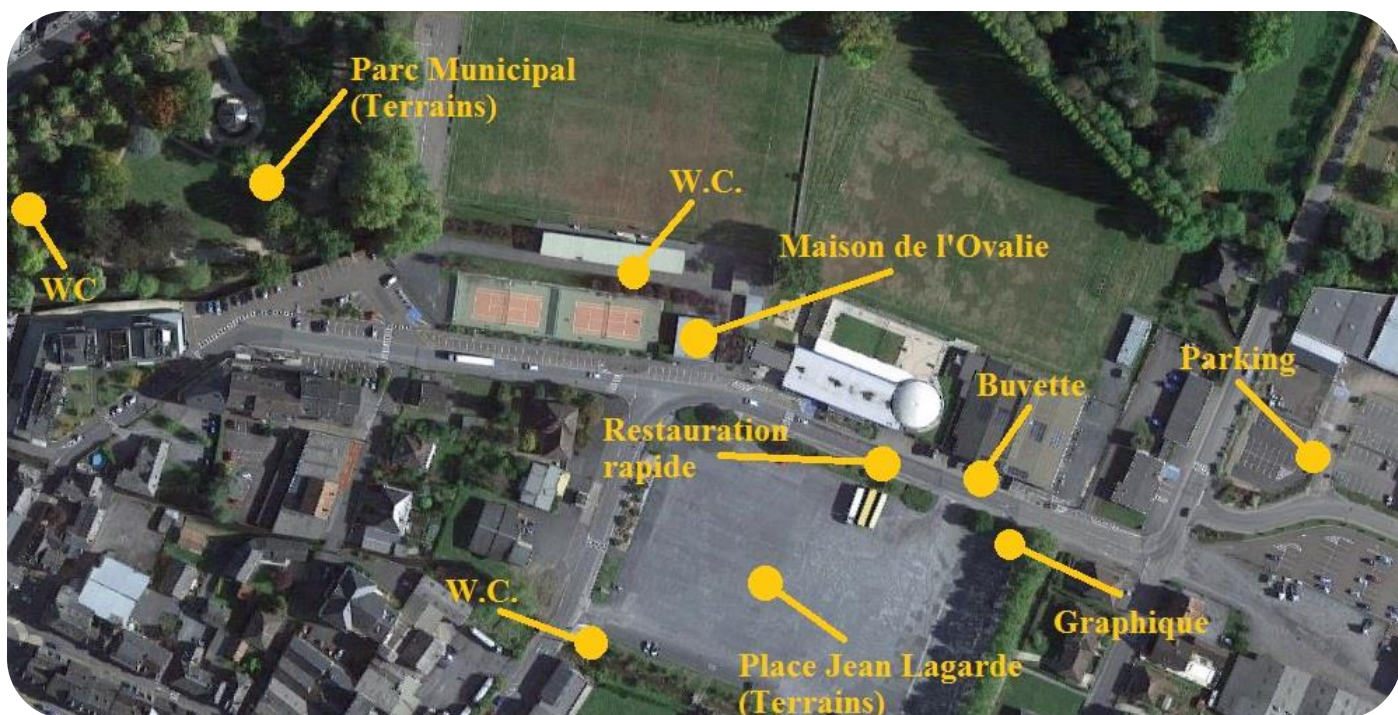 Parc Municipal
(Terrains)
W.C.
Maison de l'Ovalie
WC
Parking
Buvette
Restauration
rapide
W.C.
Graphique
Place Jean Lagarde
(Terrains)